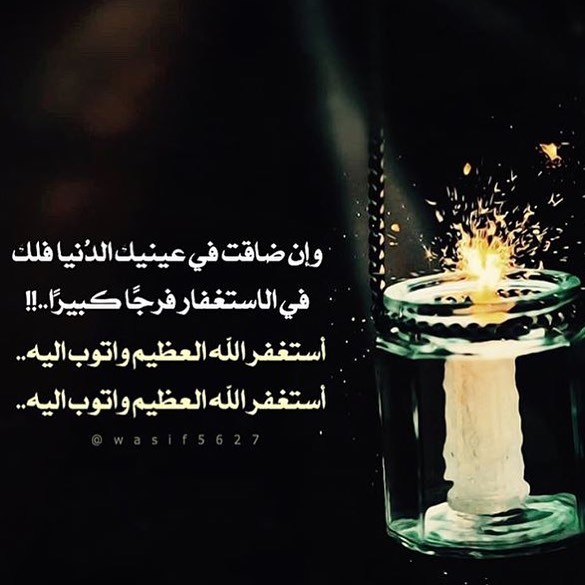 وإن ضاقت في عينيك الدُنيا فلك
في الاستغفار فرجًا كبيرًا..!!
أستغفر الله العظيم واتوب اليه..
أستغفر الله العظيم واتوب اليه..
@wasif5627